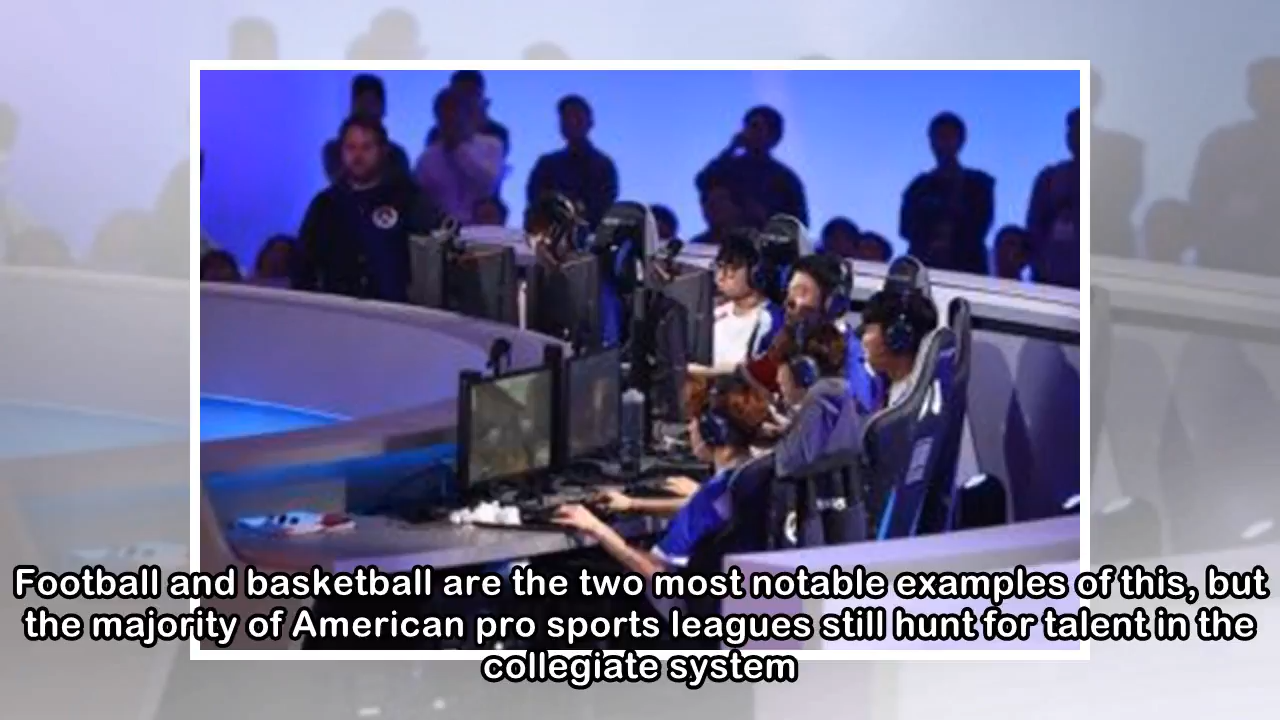 Football and basketball are the two most notable examples of this, but
the majority of American pro sports leagues still hunt for talent in the
collegiate system